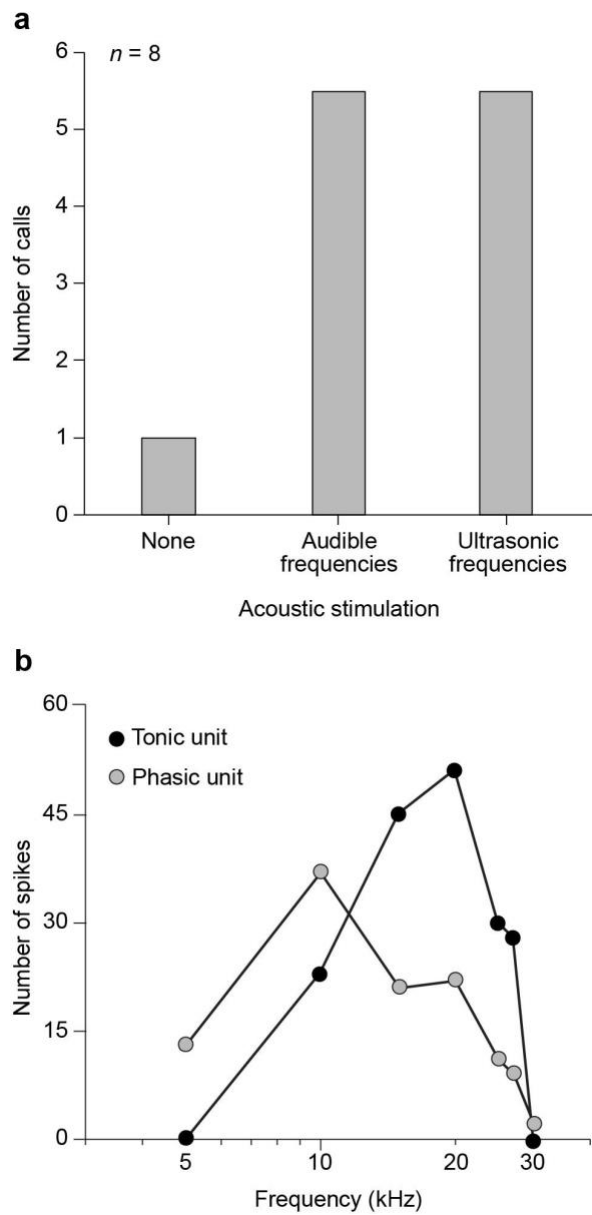 a
n = 8
6
5
4
3
2
1
0
Number of calls
None
Audible frequencies
Ultrasonic frequencies
Acoustic stimulation
b
60
45
30
15
0
Number of spikes
Tonic unit
Phasic unit
5
10
20
30
Frequency (kHz)